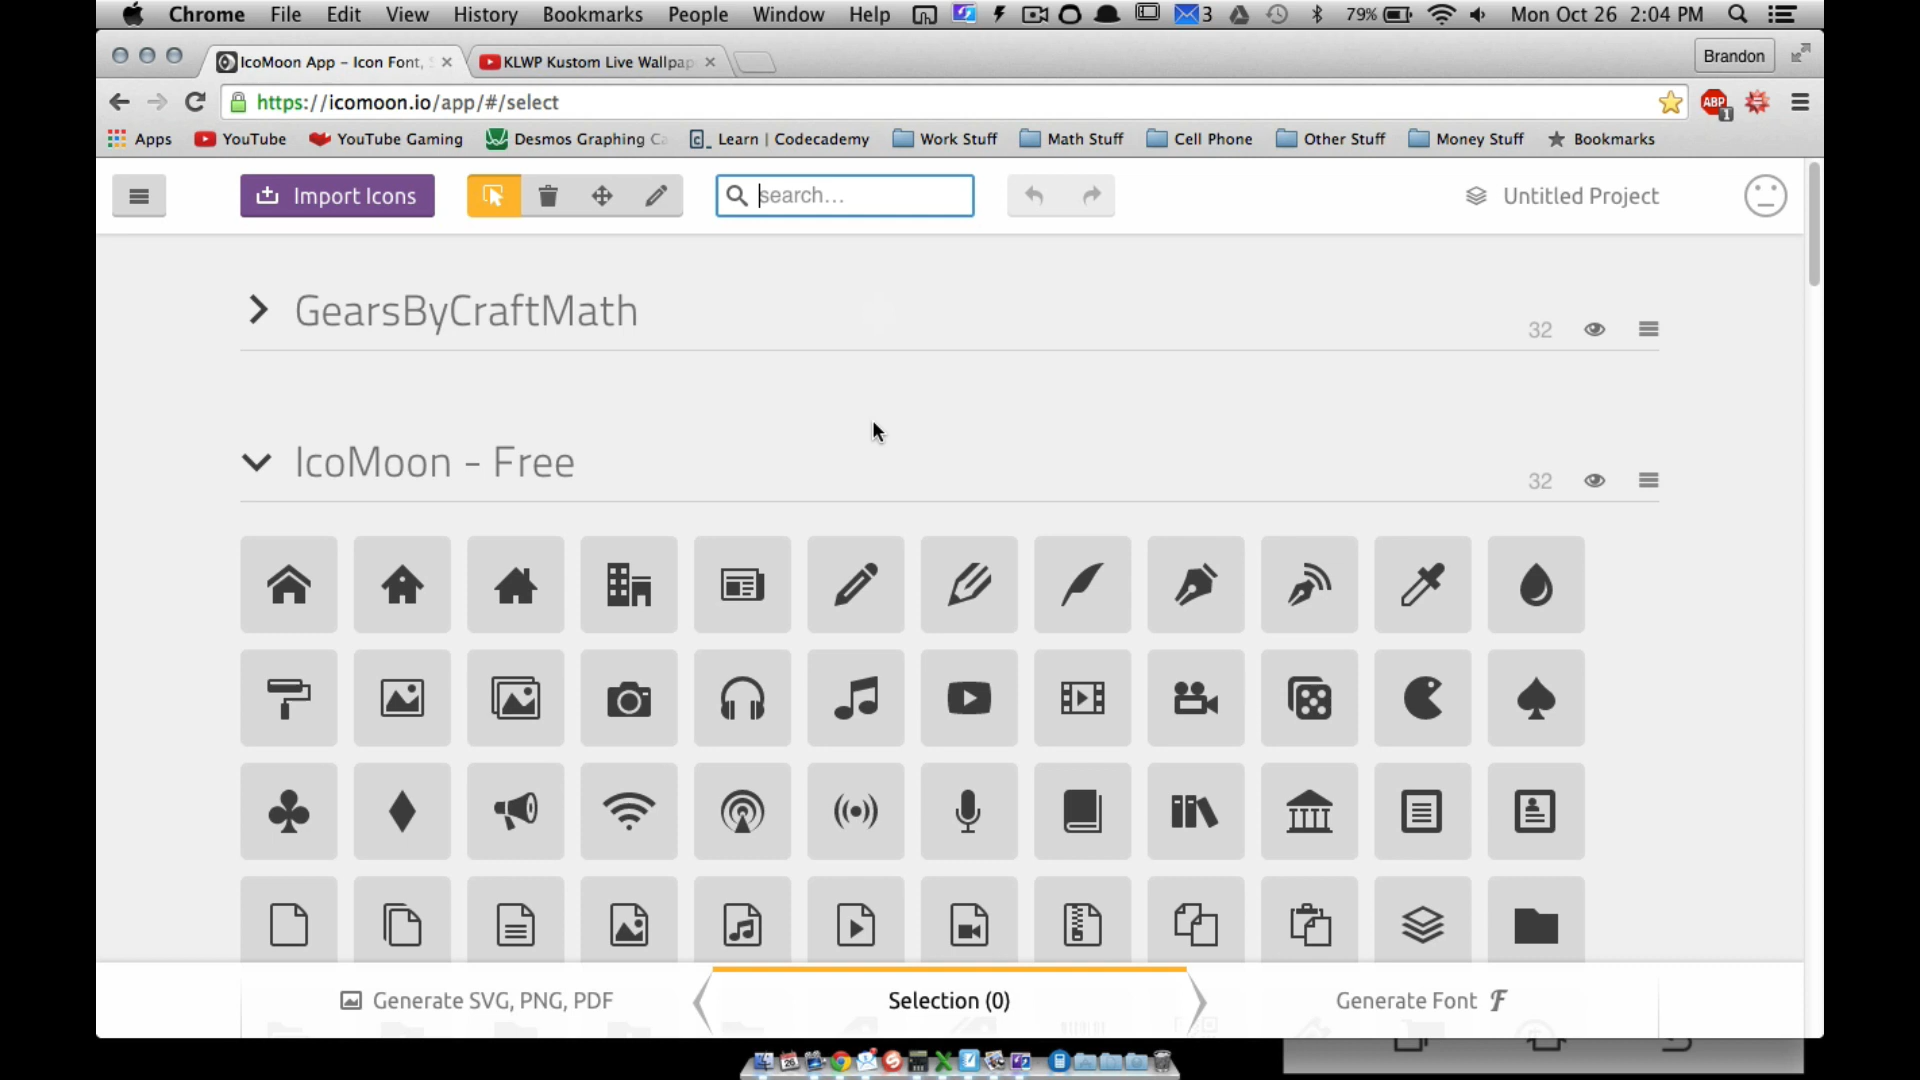 Chrome File Edit View History Bookmarks People Window Help 3 79% Mon Oct 26 2:04 PM
IcoMoon App - Icon Font, KLWP Kustom Live Wallpap Brandon
https://icomoon.io/app/#/select ABP 1
Apps YouTube YouTube Gaming Desmos Graphing Ca Learn | Codecademy Work Stuff Math Stuff Cell Phone Other Stuff Money Stuff Bookmarks
Import Icons search... Untitled Project
GearsByCraftMath
32
IcoMoon - Free
32
Generate SVG, PNG, PDF Selection (0) Generate Font